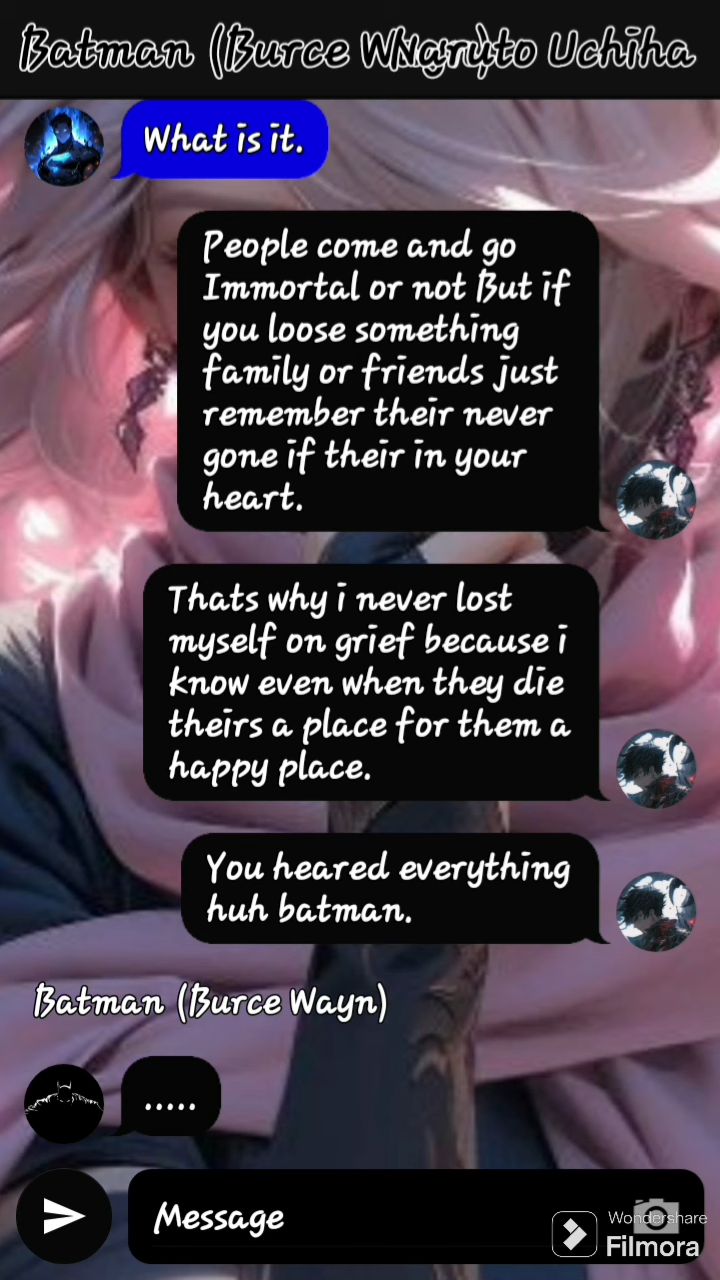 Batman (Burce W Naruto Uchiha
What is it.
People come and go
Immortal or not But if
you loose something
family or friends just
remember their never
gone if their in your
heart.
Thats why i never lost
myself on grief because i
know even when they die
theirs a place for them a
happy place.
You heared everything
huh batman.
Batman (Burce Wayn)
.....
Message
Wondershare
Filmora